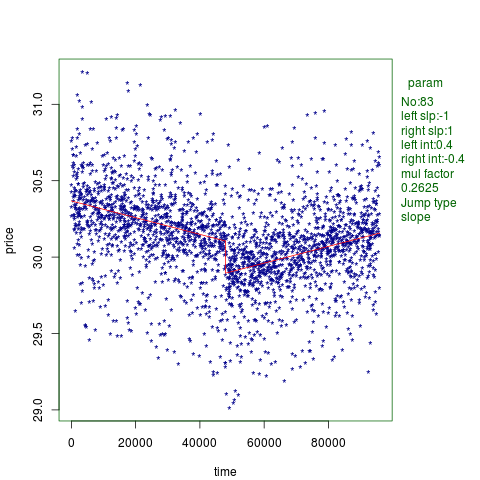 param
No:83
left slp:-1
right slp:1
left int:0.4
right int:-0.4
mul factor
0.2625
Jump type
slope
31.0
30.5
30.0
29.5
29.0
price
0 20000 40000 60000 80000
time